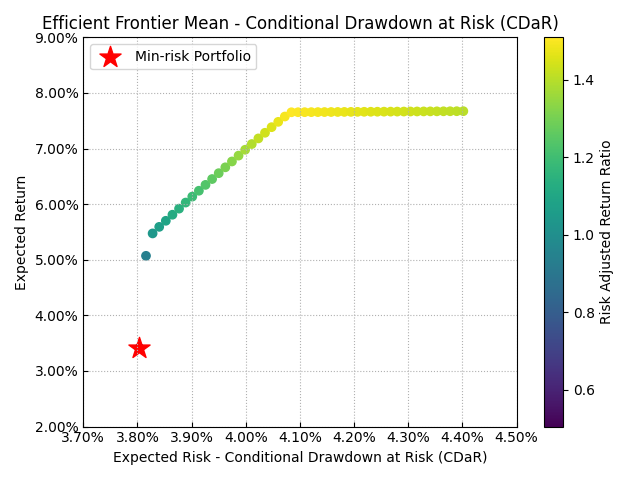 Efficient Frontier Mean - Conditional Drawdown at Risk (CDaR)
Min-risk Portfolio
9.00%
8.00%
7.00%
6.00%
5.00%
4.00%
3.00%
2.00%
Expected Return
3.70% 3.80% 3.90% 4.00% 4.10% 4.20% 4.30% 4.40% 4.50%
Expected Risk - Conditional Drawdown at Risk (CDaR)
1.4
1.2
1.0
0.8
0.6
Risk Adjusted Return Ratio